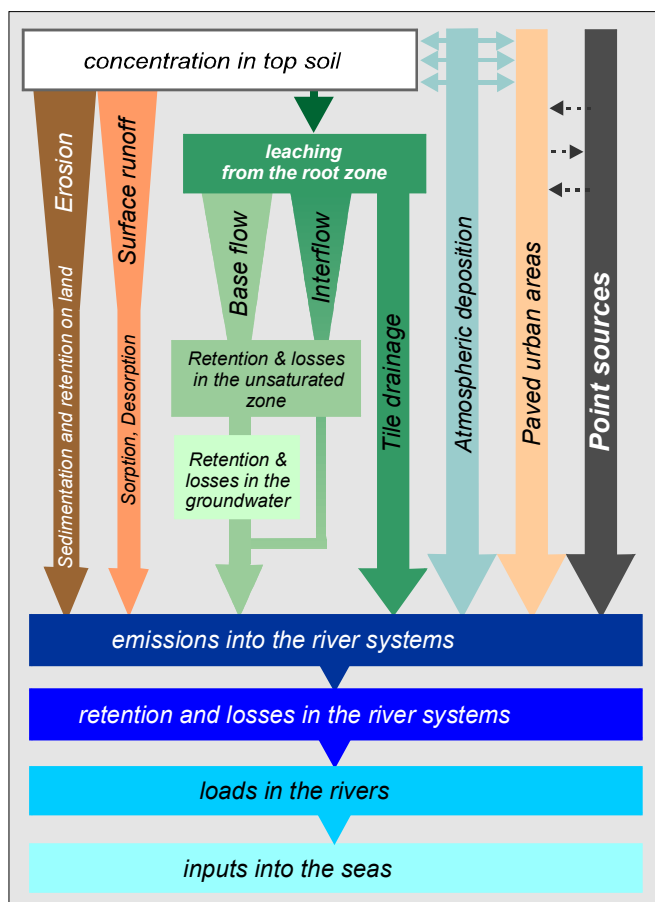 concentration in top soil
Erosion
Sedimentation and retention on land
Surface runoff
Sorption, Desorption
leaching
from the root zone
Base flow
Interflow
Retention & losses
in the unsaturated
zone
Retention &
losses in the
groundwater
Tile drainage
Atmospheric deposition
Paved urban areas
Point sources
emissions into the river systems
retention and losses in the river systems
loads in the rivers
inputs into the seas